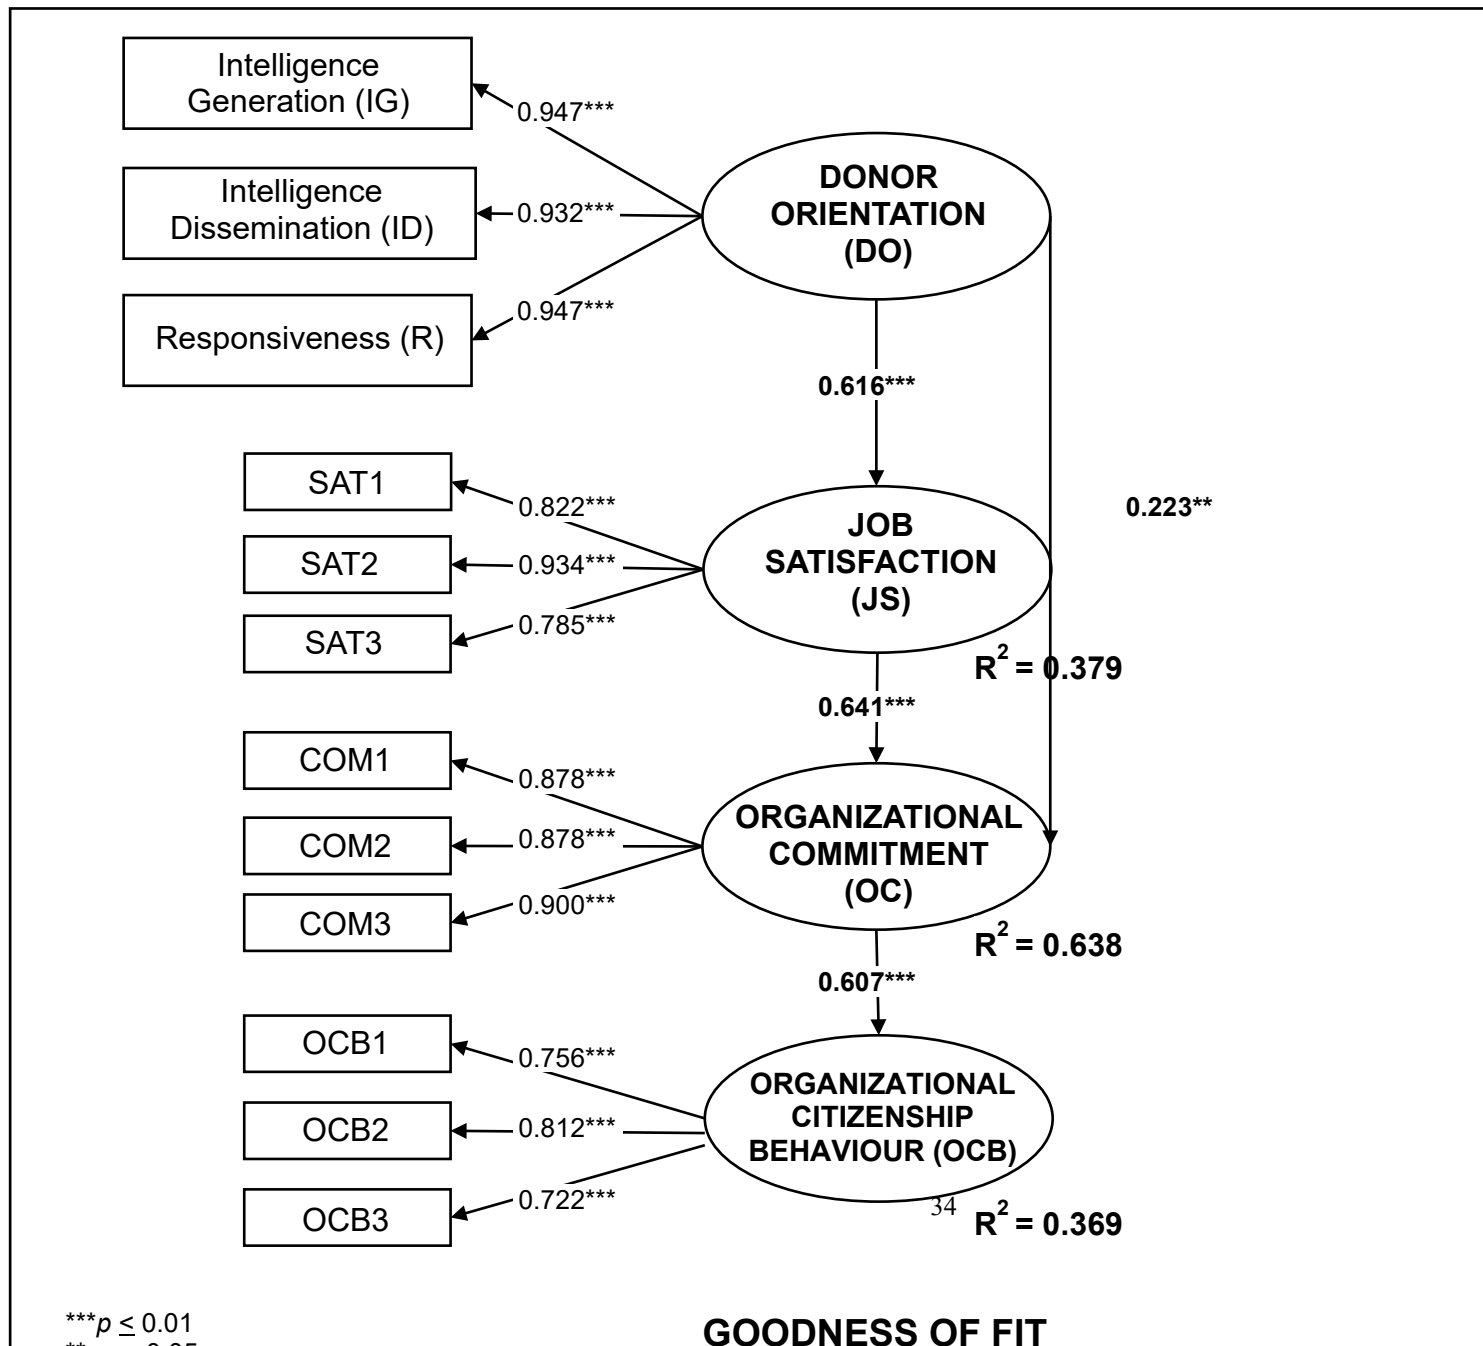 Intelligence
Generation (IG)
0.947***
Intelligence
Dissemination (ID)
0.932***
Responsiveness (R)
0.947***
DONOR
ORIENTATION
(DO)
0.616***
0.223**
SAT1
0.822***
SAT2
0.934***
SAT3
0.785***
JOB
SATISFACTION
(JS)
R² = 0.379
0.641***
COM1
0.878***
COM2
0.878***
COM3
0.900***
ORGANIZATIONAL
COMMITMENT
(OC)
R² = 0.638
0.607***
OCB1
0.756***
OCB2
0.812***
OCB3
0.722***
ORGANIZATIONAL
CITIZENSHIP
BEHAVIOUR (OCB)
34
R² = 0.369
***p ≤ 0.01
GOODNESS OF FIT